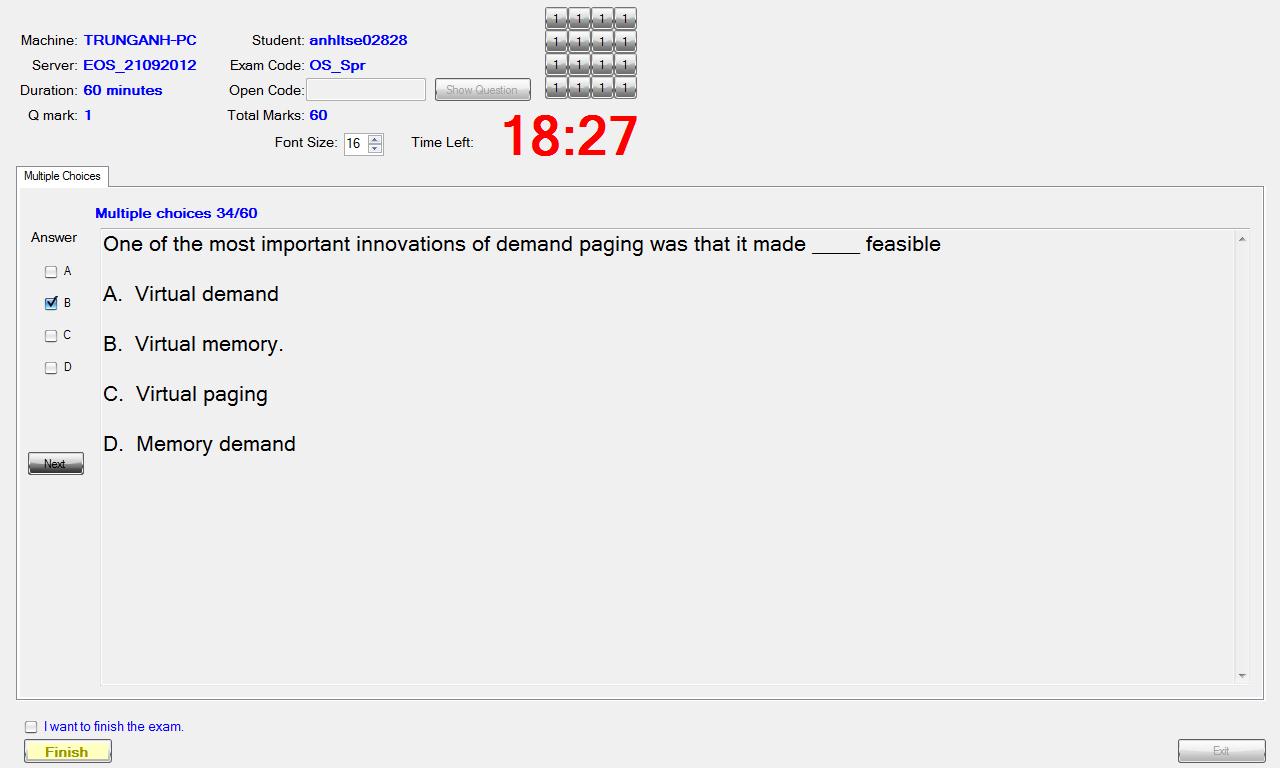 Machine: TRUNGANH-PC Student: anhltse02828
Server: EOS_21092012 Exam Code: OS_Spr
Duration: 60 minutes Open Code: Show Question
Q mark: 1 Total Marks: 60
Font Size: 16 Time Left: 18:27
1 1 1 1
1 1 1 1
1 1 1 1
1 1 1 1
Multiple Choices
Multiple choices 34/60
Answer
A
B
C
D
Next
One of the most important innovations of demand paging was that it made ____ feasible
A. Virtual demand
B. Virtual memory.
C. Virtual paging
D. Memory demand
I want to finish the exam.
Finish
Exit